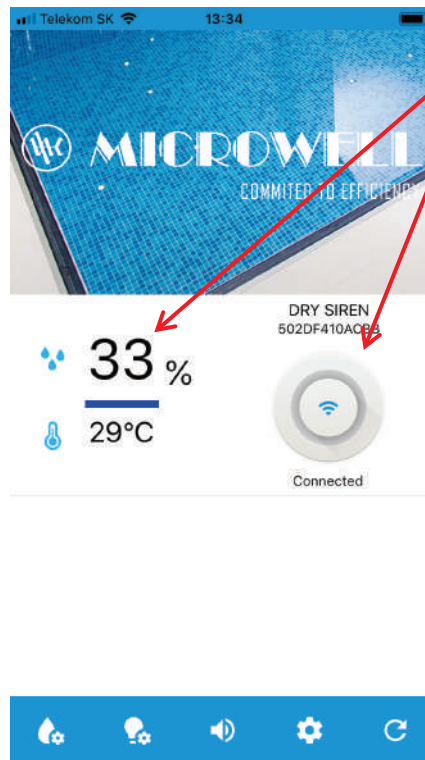 Telekom SK 13:34
MICROWELL
COMMITED TO EFFICIENCY
DRY SIREN
33 %
29°C
Connected